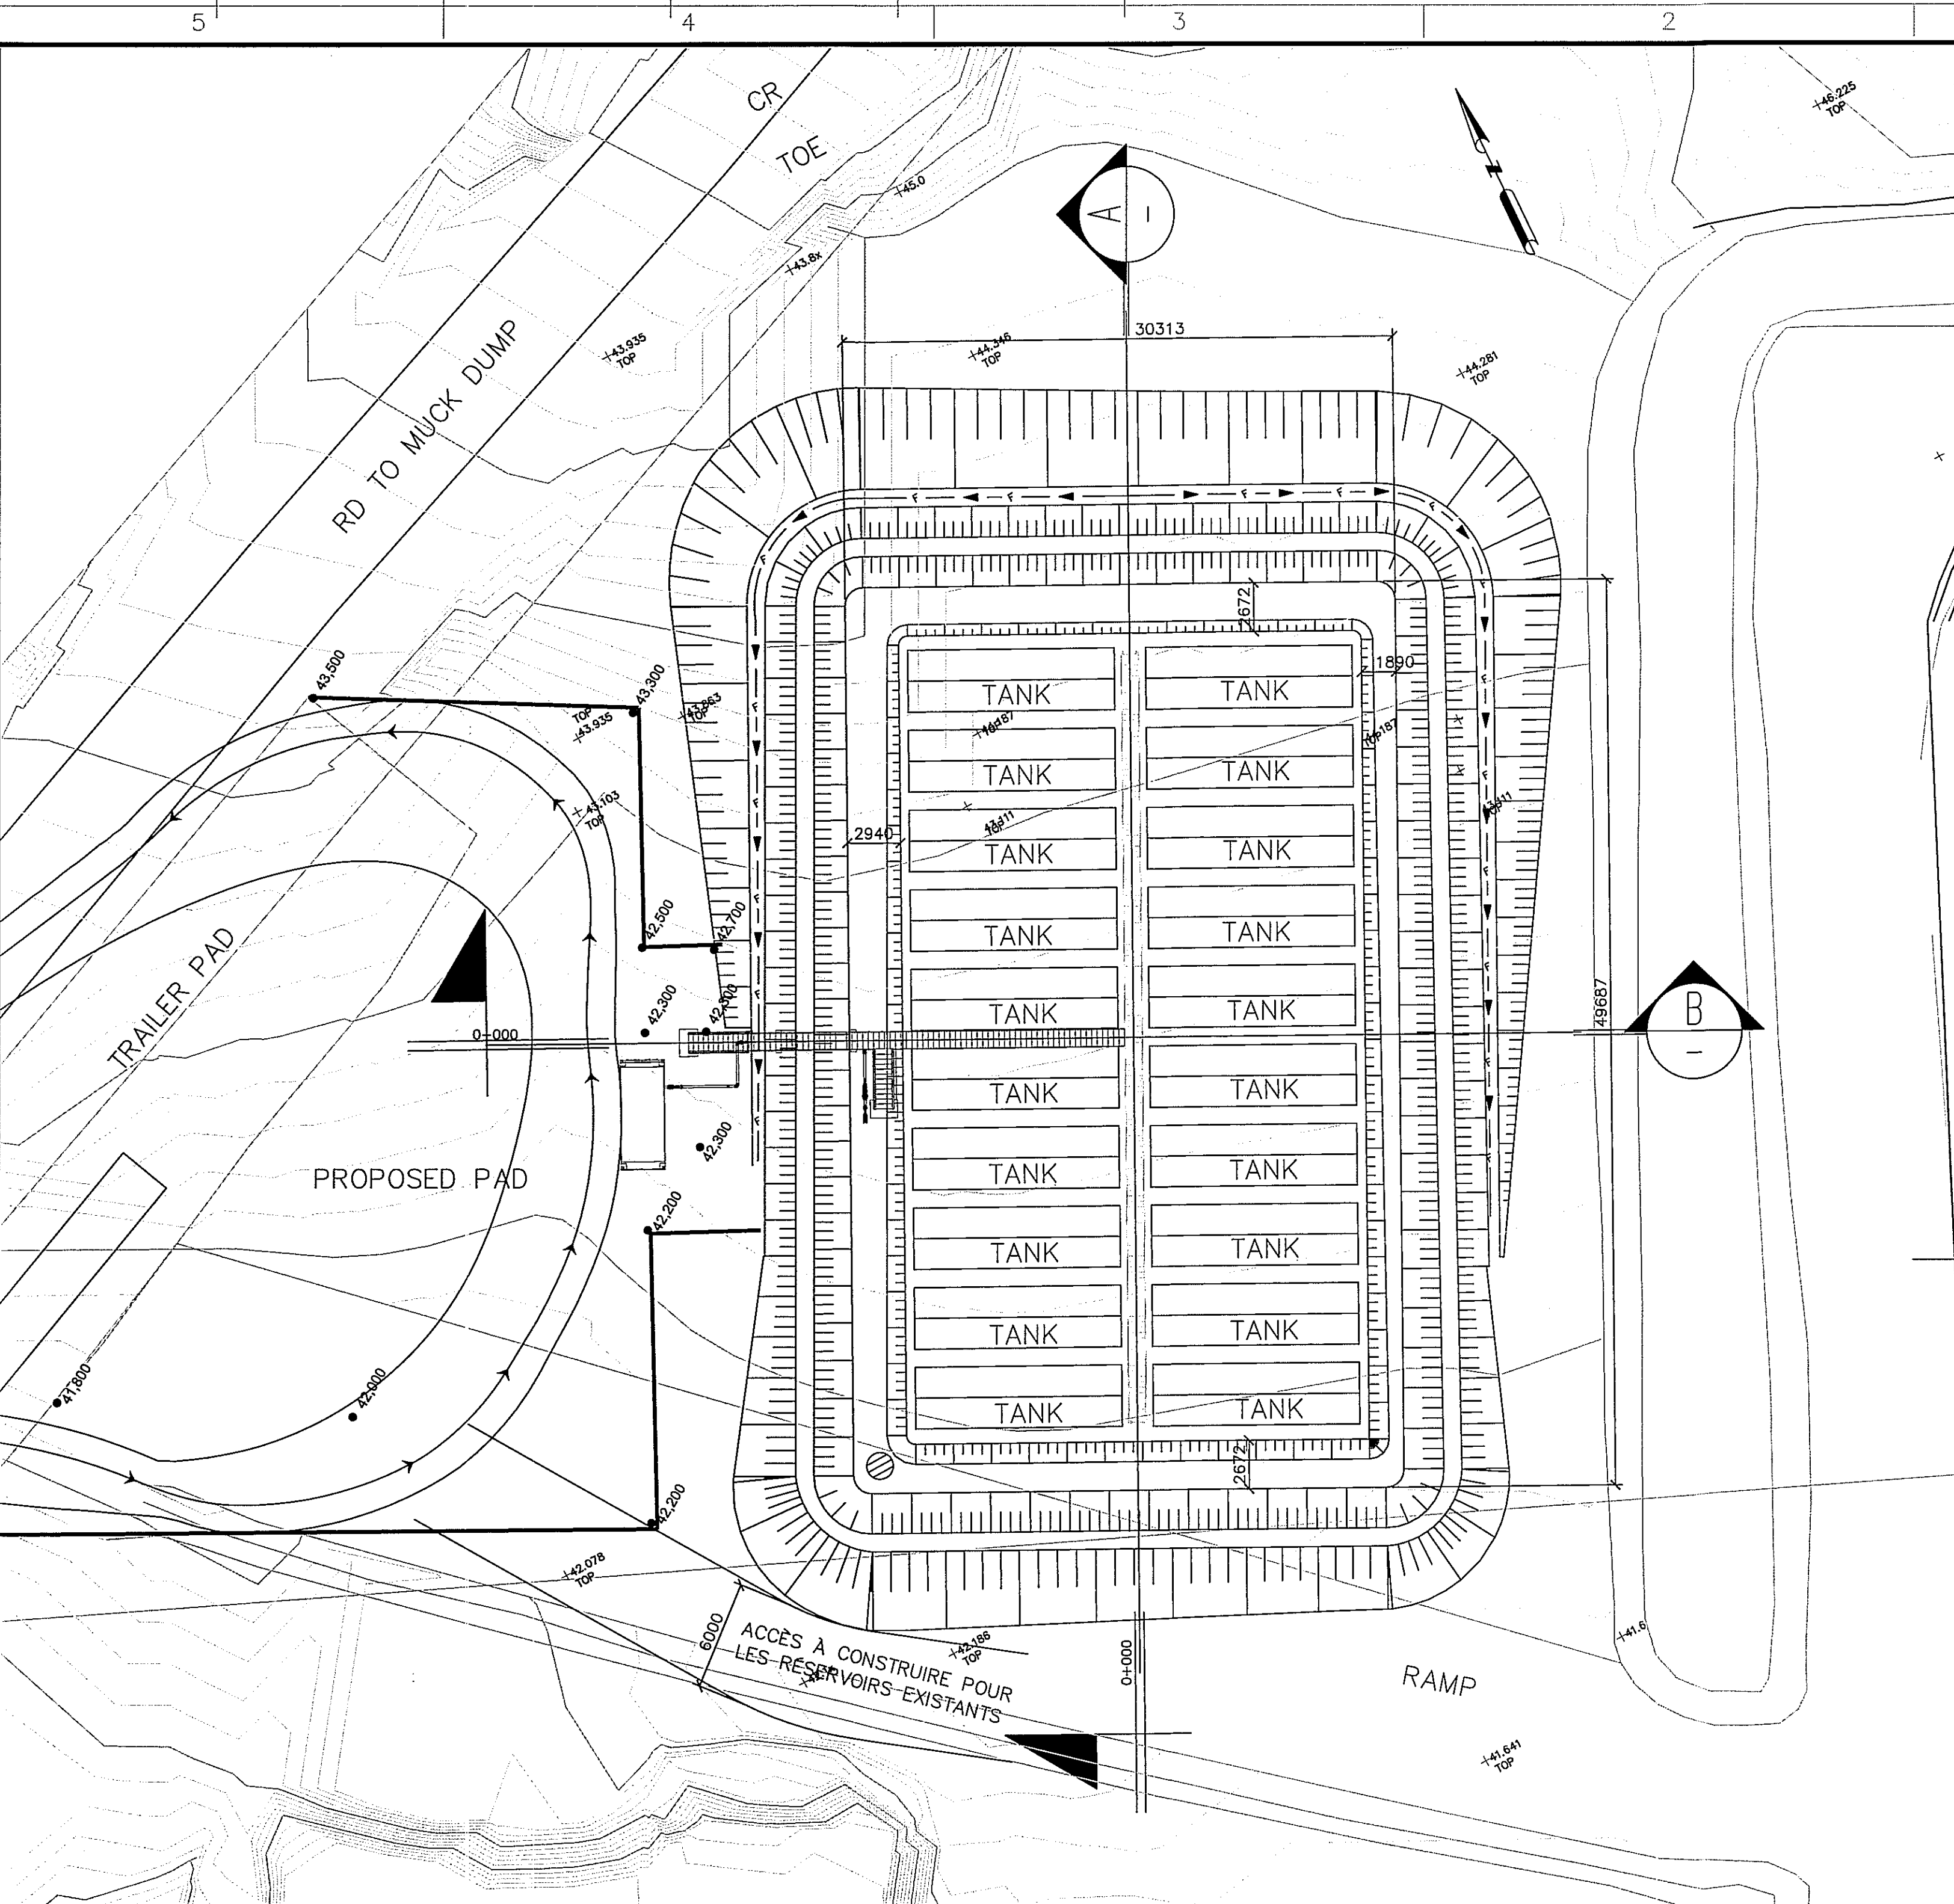 5 4 3 2
CR
TOE
+46.225
TOP
+45.0
A
-
+43.8x
30313
RD TO MUCK DUMP
+43.935
TOP
+44.346
TOP
+44.281
TOP
2672
43,500
43,300
1890
TANK TANK
+43.863
TOP
TOP
+43.935
TANK TANK
+43.103
TOP
2940
TANK TANK
42,500
42,700
TANK TANK
TRAILER PAD
42,300
42,300
TANK TANK
49687
B
-
0+000
TANK TANK
42,300
PROPOSED PAD
TANK TANK
42,200
TANK TANK
TANK TANK
41,800
42,000
TANK TANK
2672
42,200
+42.078
TOP
6000
ACCÈS À CONSTRUIRE POUR
LES RÉSERVOIRS EXISTANTS
+42.186
TOP
0+000
+41.6
RAMP
+41.641
TOP